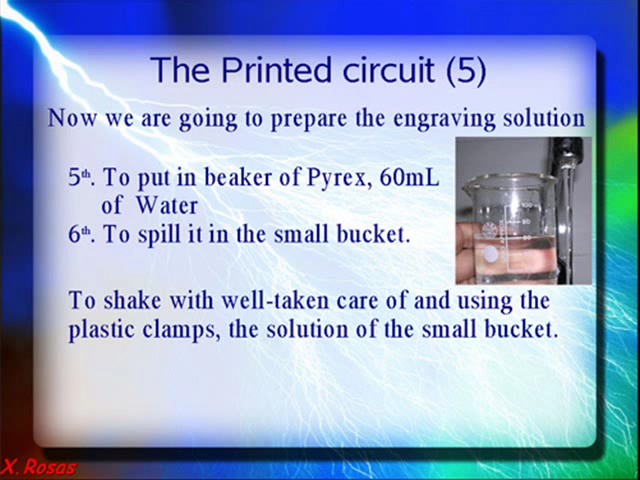 The Printed circuit (5)
Now we are going to prepare the engraving solution
5th. To put in beaker of Pyrex, 60mL
of Water
6th. To spill it in the small bucket.
To shake with well-taken care of and using the
plastic clamps, the solution of the small bucket.
X. Rosas